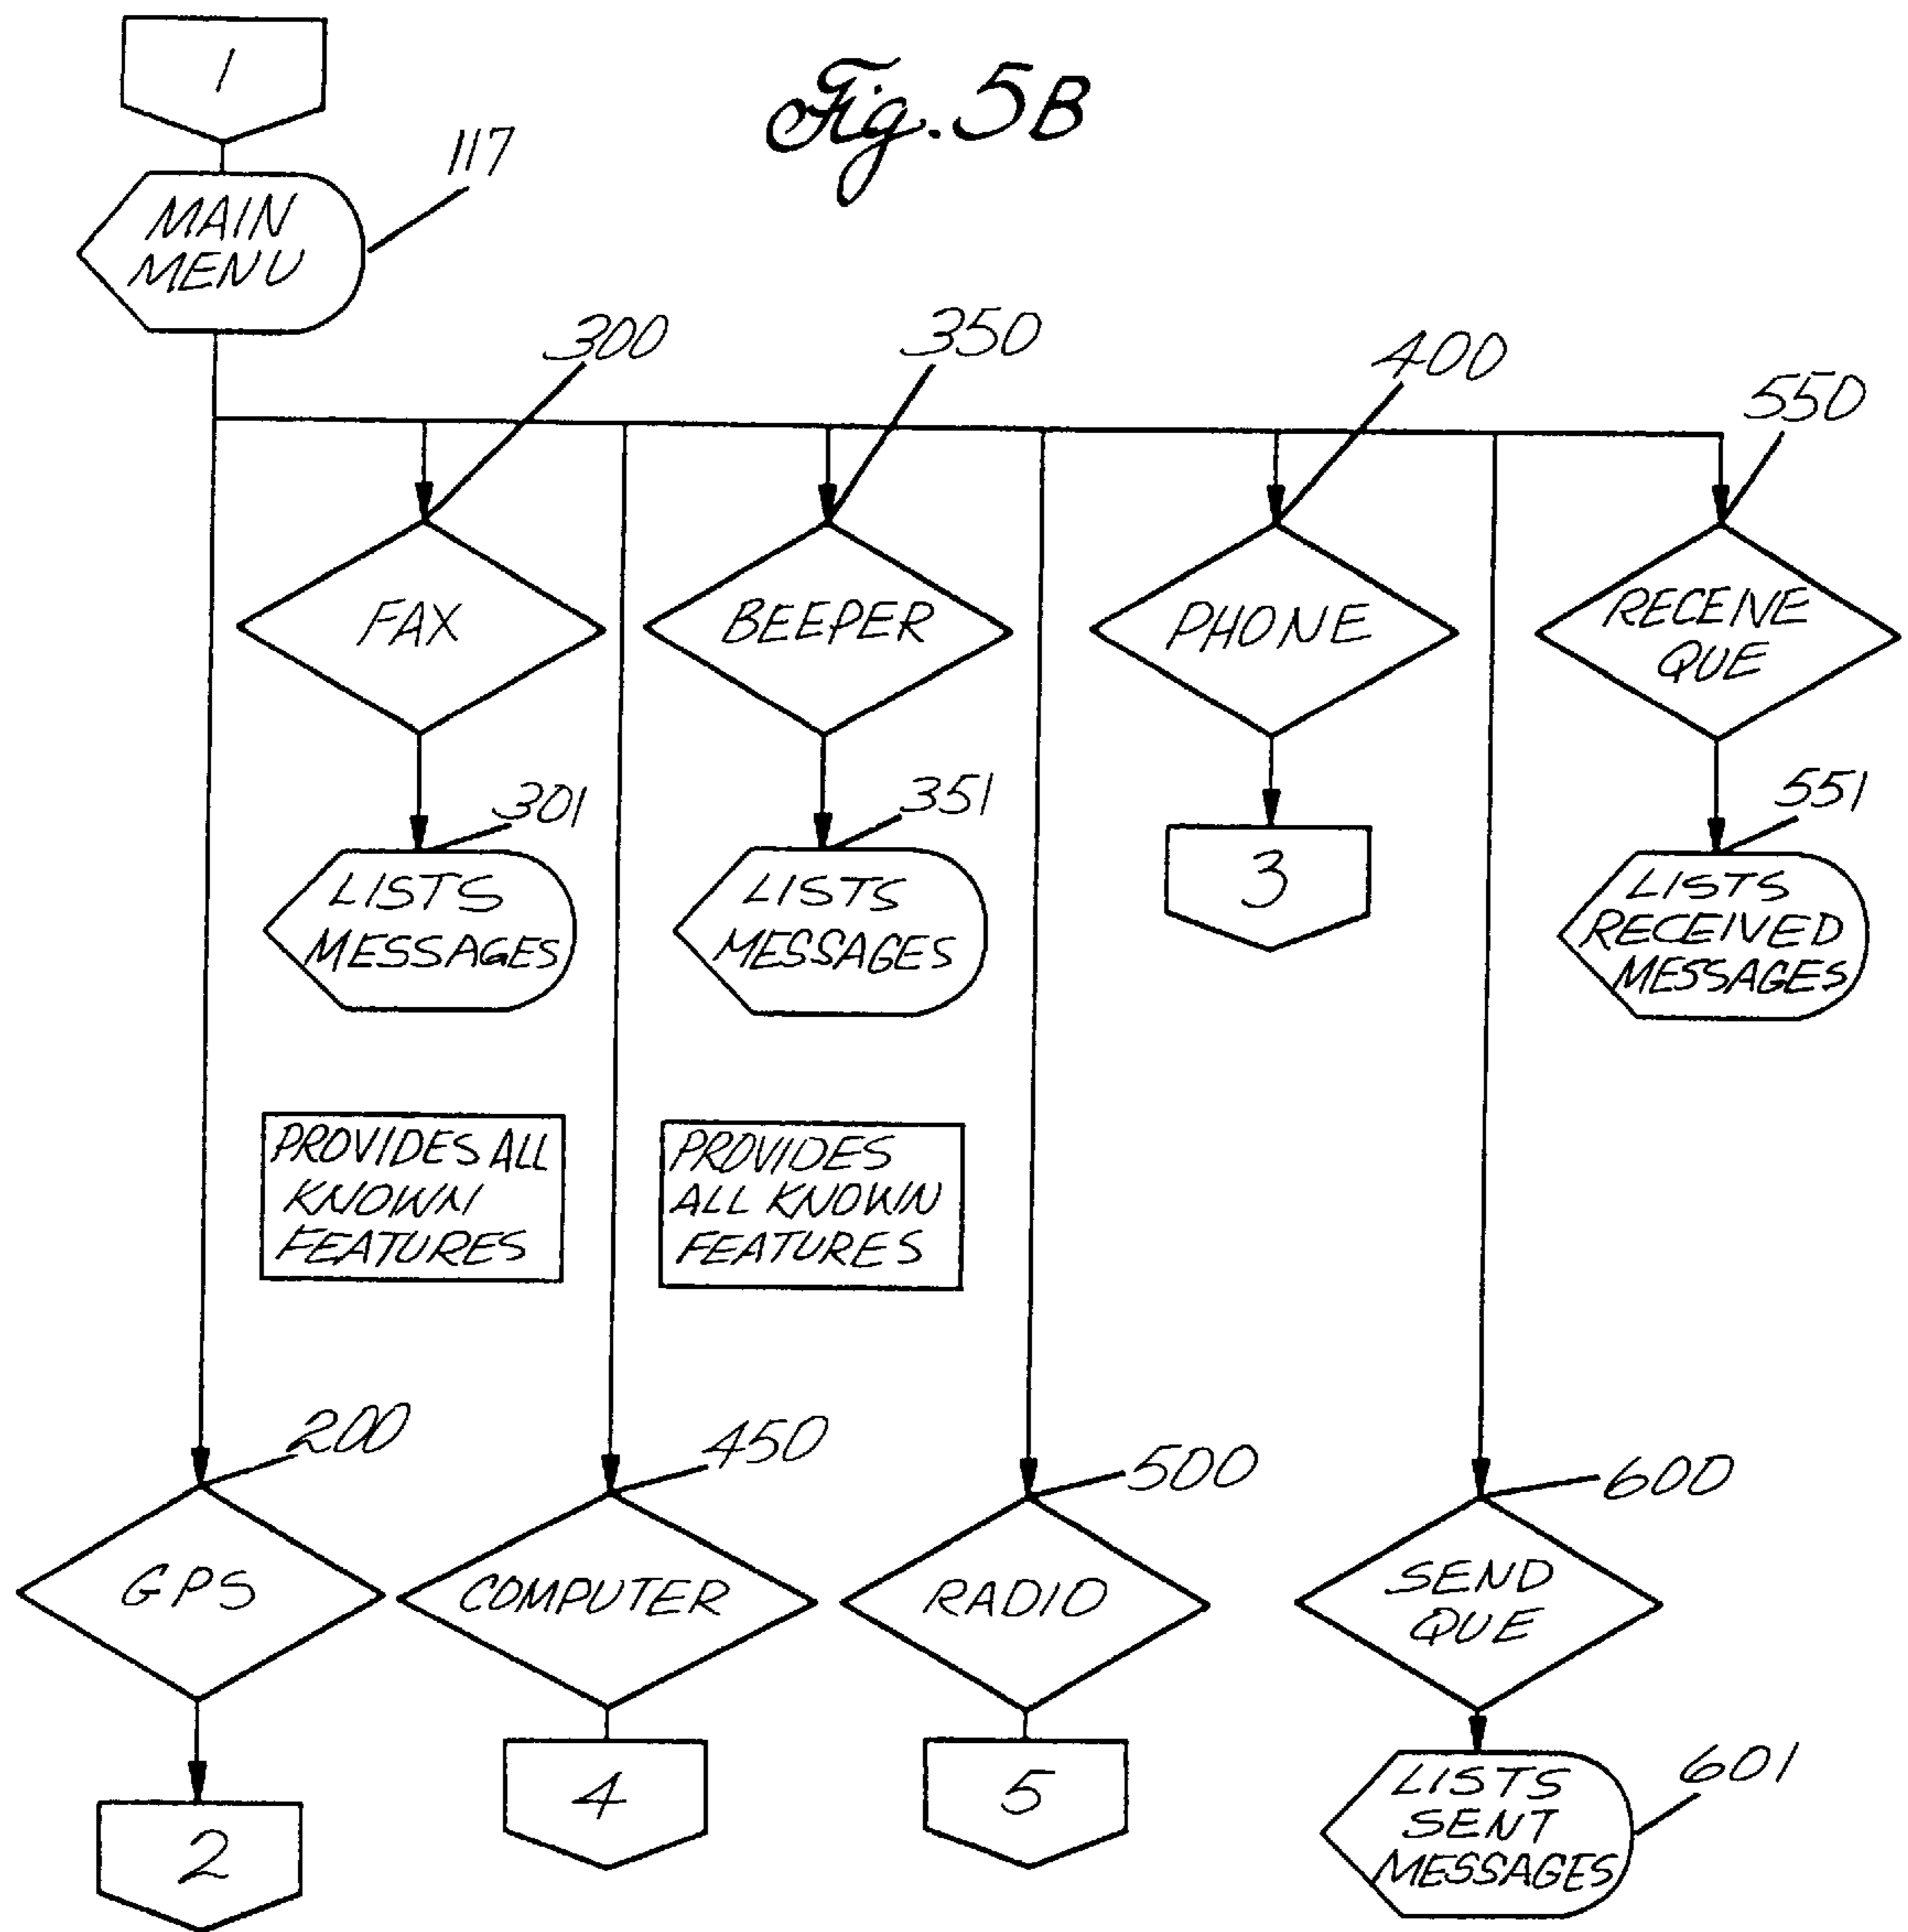 1
Fig. 5B
117
MAIN
MENU
300
350
400
550
FAX
BEEPER
PHONE
RECEIVE
QUE
301
351
551
LISTS
MESSAGES
LISTS
MESSAGES
3
LISTS
RECEIVED
MESSAGES
PROVIDES ALL
KNOWN
FEATURES
PROVIDES
ALL KNOWN
FEATURES
200
450
500
600
GPS
COMPUTER
RADIO
SEND
QUE
2
4
5
601
LISTS
SENT
MESSAGES